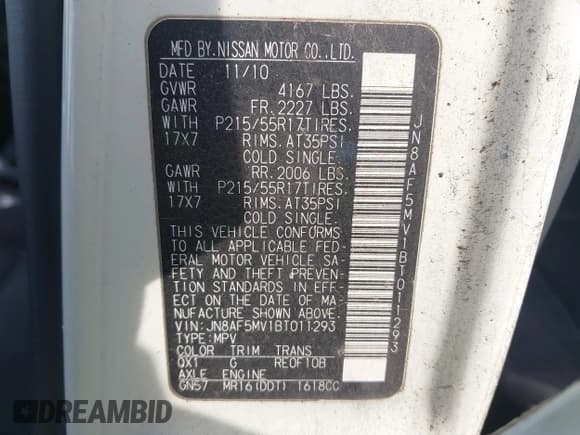 MFD BY.NISSAN MOTOR CO.,LTD.
DATE 11/10
GVWR 4167 LBS.
GAWR FR.2227 LBS.
WITH P215/55R17TIRES.
17X7 RIMS.AT35PSI
COLD SINGLE.
GAWR RR.2006 LBS.
WITH P215/55R17TIRES.
17X7 RIMS.AT35PSI
COLD SINGLE.
THIS VEHICLE CONFORMS
TO ALL APPLICABLE FED-
ERAL MOTOR VEHICLE SA-
FETY AND THEFT PREVEN-
TION STANDARDS IN EFF-
ECT ON THE DATE OF MA-
NUFACTURE SHOWN ABOVE.
VIN:JN8AF5MV1BT011293
TYPE:MPV
COLOR TRIM TRANS
QX1 G RE0F10B
AXLE ENGINE
GN57 MR16(DDT) 1618CC
JN8AF5MV1BT011293
REAMBID